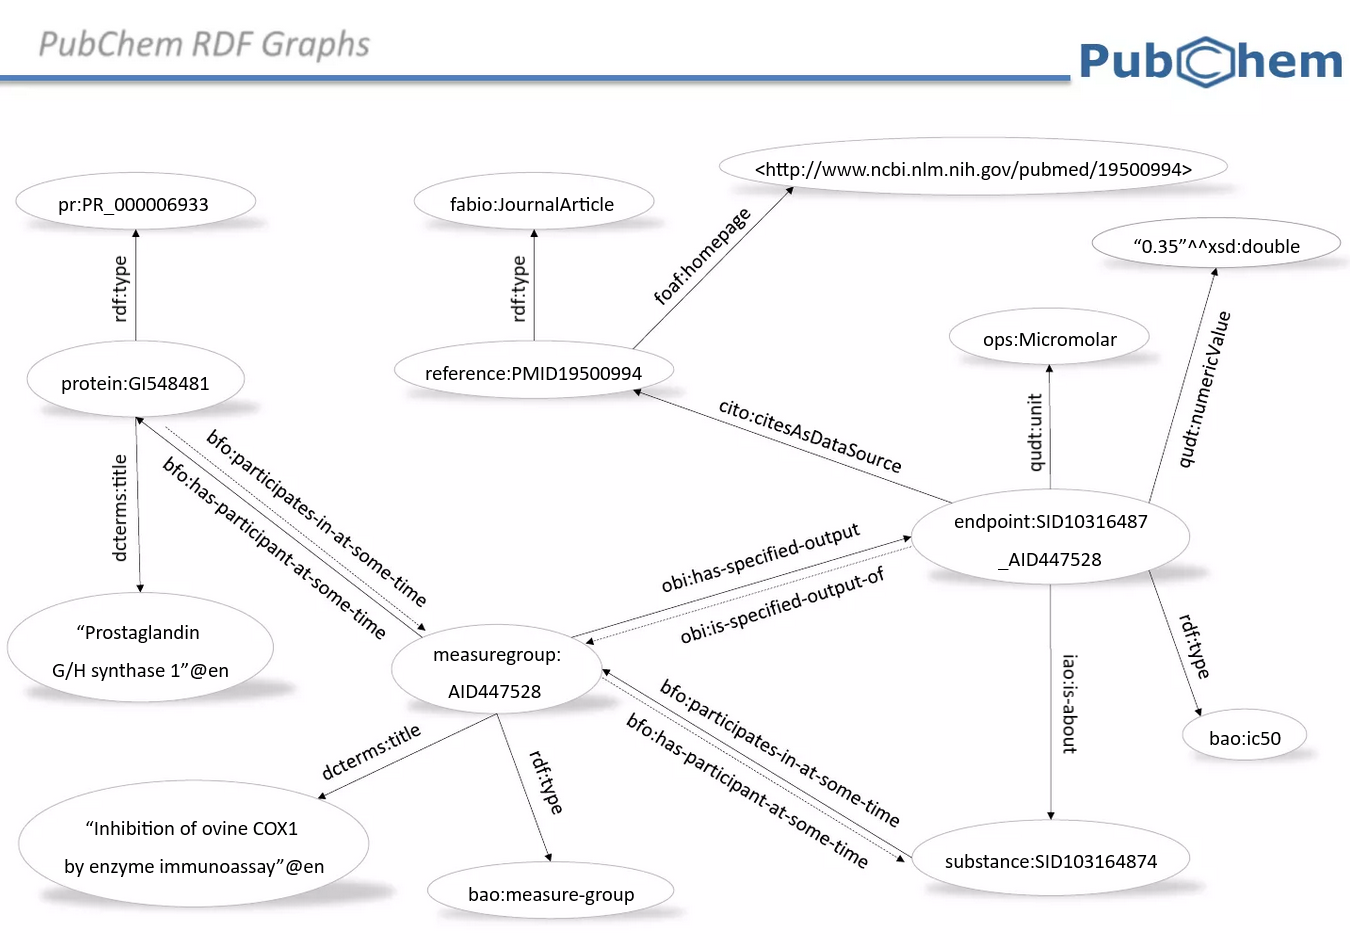 PubChem RDF Graphs
PubChem
<http://www.ncbi.nlm.nih.gov/pubmed/19500994>
pr:PR_000006933
fabio:JournalArticle
“0.35”^^xsd:double
rdf:type
rdf:type
foaf:homepage
ops:Micromolar
qudt:numericValue
protein:GI548481
reference:PMID19500994
cito:citesAsDataSource
qudt:unit
dcterms:title
bfo:participates-in-at-some-time
bfo:has-participant-at-some-time
endpoint:SID10316487
_AID447528
obi:has-specified-output
obi:is-specified-output-of
“Prostaglandin
G/H synthase 1”@en
measuregroup:
AID447528
rdf:type
iao:is-about
bfo:participates-in-at-some-time
bfo:has-participant-at-some-time
bao:ic50
dcterms:title
rdf:type
“Inhibition of ovine COX1
by enzyme immunoassay”@en
bao:measure-group
substance:SID103164874